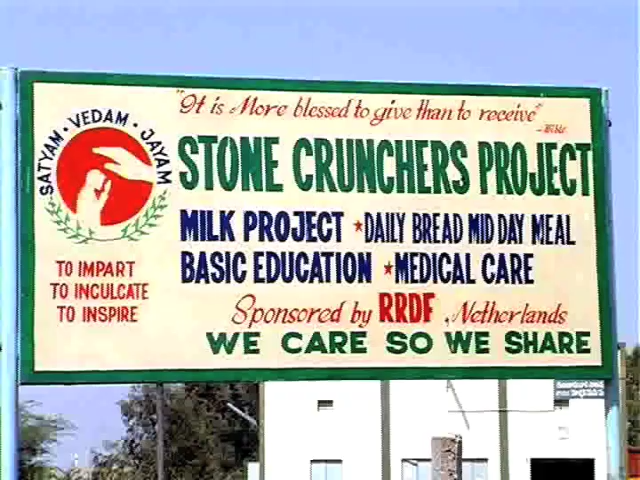 "It is More blessed to give than to receive"
SATYAM · VEDAM · JAYAM
STONE CRUNCHERS PROJECT
MILK PROJECT ★ DAILY BREAD MID DAY MEAL
BASIC EDUCATION ★ MEDICAL CARE
TO IMPART
TO INCULCATE
TO INSPIRE
Sponsored by RRDF, Netherlands
WE CARE SO WE SHARE